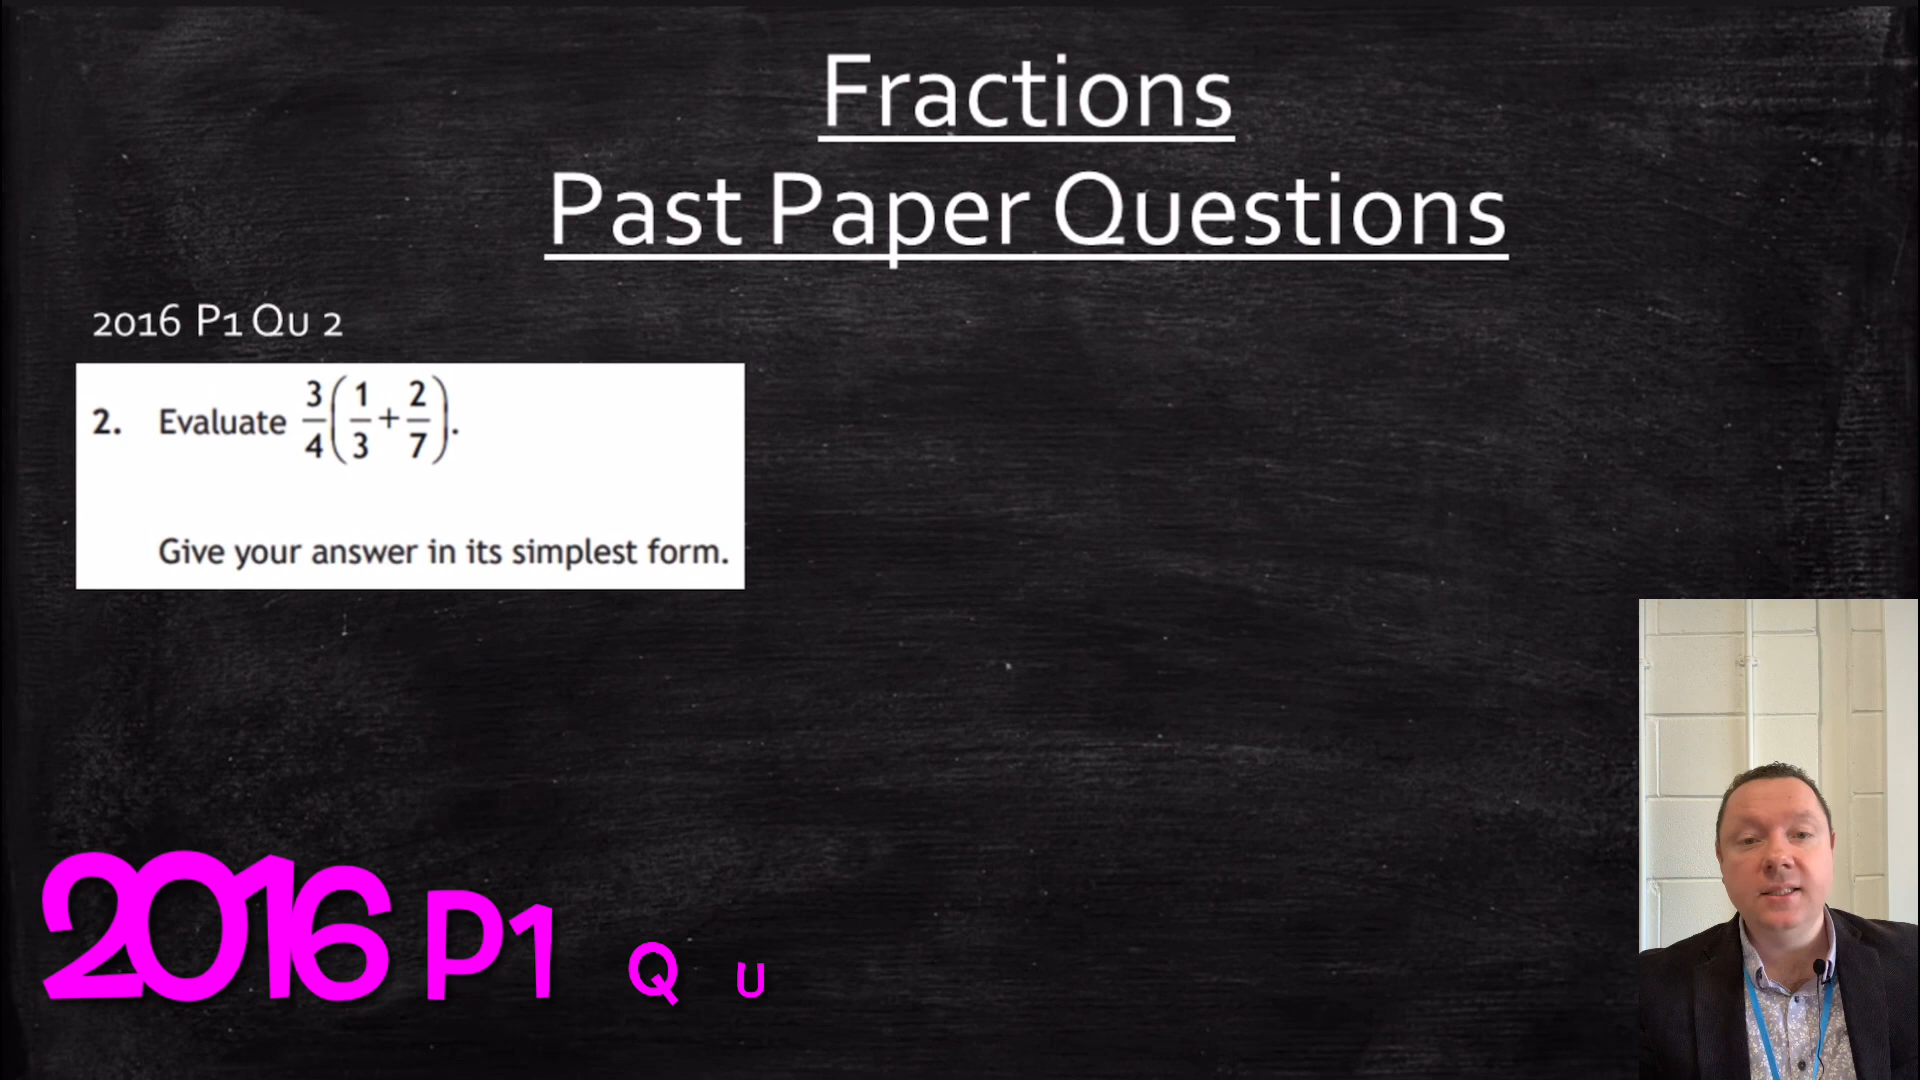 Fractions
Past Paper Questions
2016 P1 Qu 2
2. Evaluate 3/4(1/3+2/7).
Give your answer in its simplest form.
2016 P1 Q u